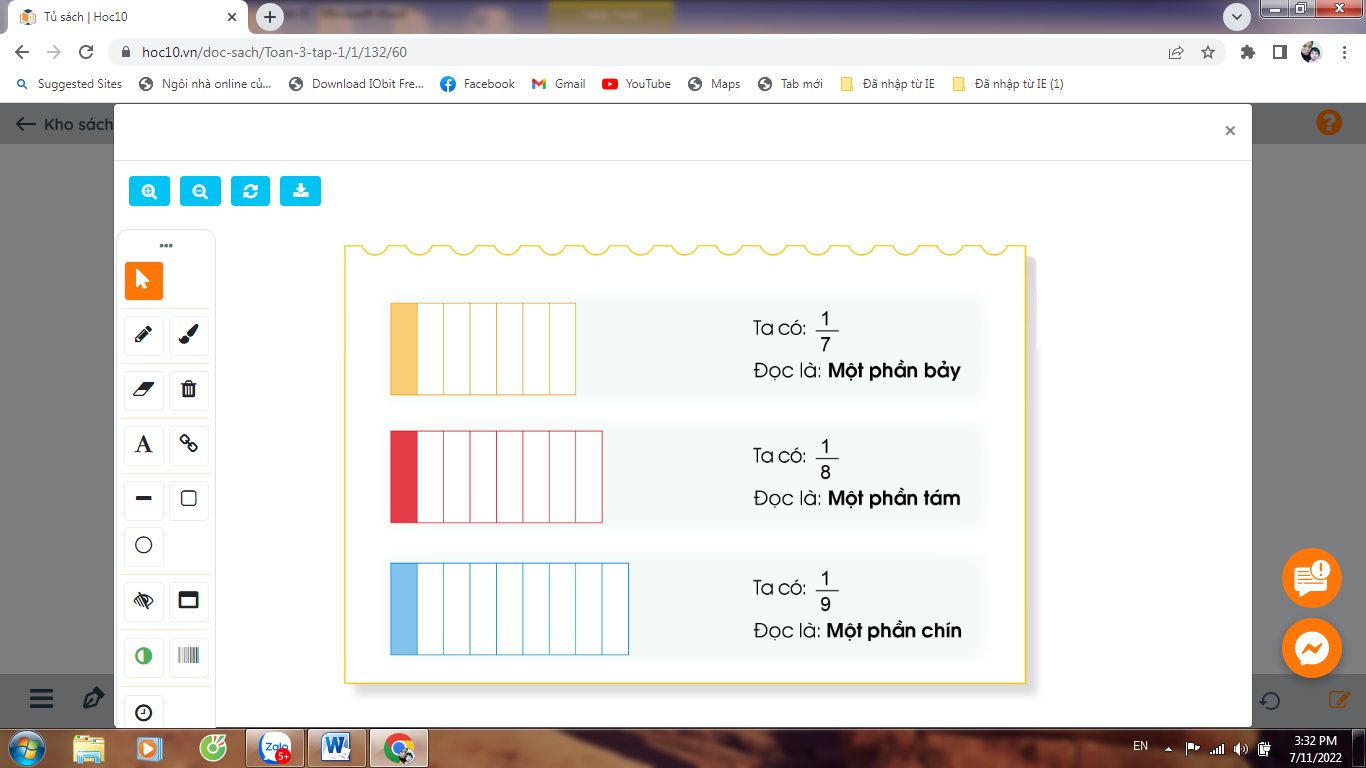 Tủ sách | Hoc10
hoc10.vn/doc-sach/Toan-3-tap-1/1/132/60
Suggested Sites
Ngôi nhà online củ...
Download IObit Fre...
Facebook
Gmail
YouTube
Maps
Tab mới
Đã nhập từ IE
Đã nhập từ IE (1)
Kho sách
Ta có: 1/7
Đọc là: Một phần bảy
Ta có: 1/8
Đọc là: Một phần tám
Ta có: 1/9
Đọc là: Một phần chín
A
Zalo
5+
EN
3:32 PM
7/11/2022